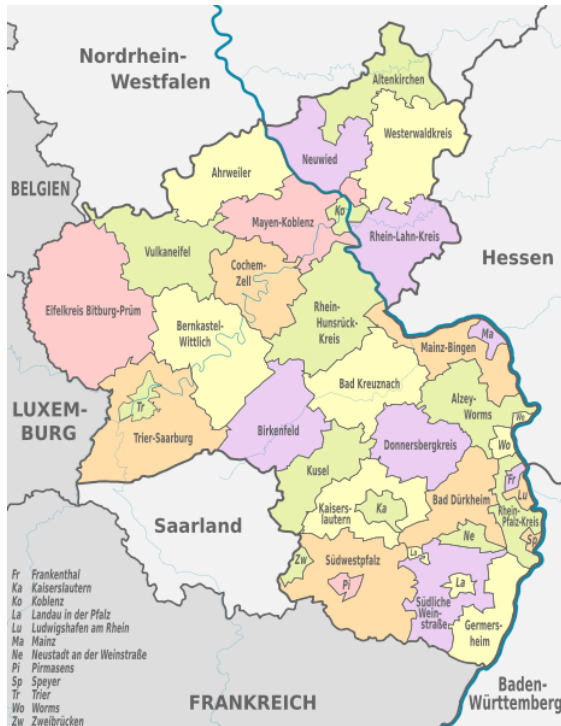 Nordrhein-
Westfalen
Altenkirchen
Westerwaldkreis
Neuwied
Ahrweiler
BELGIEN
Mayen-Koblenz
Ko
Rhein-Lahn-Kreis
Vulkaneifel
Hessen
Cochem-
Zell
Eifelkreis Bitburg-Prüm
Rhein-
Hunsrück-
Kreis
Bernkastel-
Wittlich
Ma
Mainz-Bingen
Bad Kreuznach
LUXEM-
BURG
Tr
Alzey-
Worms
Wo
Trier-Saarburg
Birkenfeld
Donnersbergkreis
Wo
Kusel
Fr
Lu
Bad Dürkheim
Kaisers-
lautern
Ka
Rhein-
Pfalz-Kreis
Saarland
Ne
Sp
La
Zw
Südwestpfalz
Pi
La
Südliche
Wein-
straße
Germers-
heim
Fr Frankenthal
Ka Kaiserslautern
Ko Koblenz
La Landau in der Pfalz
Lu Ludwigshafen am Rhein
Ma Mainz
Ne Neustadt an der Weinstraße
Pi Pirmasens
Sp Speyer
Tr Trier
Wo Worms
Zw Zweibrücken
FRANKREICH
Baden-
Württemberg